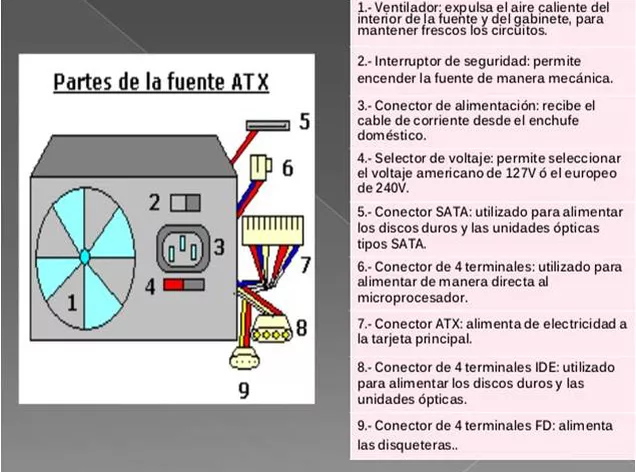 Partes de la fuente ATX
1
2
3
4
5
6
7
8
9
1.- Ventilador: expulsa el aire caliente del
interior de la fuente y del gabinete, para
mantener frescos los circuitos.
2.- Interruptor de seguridad: permite
encender la fuente de manera mecánica.
3.- Conector de alimentación: recibe el
cable de corriente desde el enchufe
doméstico.
4.- Selector de voltaje: permite seleccionar
el voltaje americano de 127V ó el europeo
de 240V.
5.- Conector SATA: utilizado para alimentar
los discos duros y las unidades ópticas
tipos SATA.
6.- Conector de 4 terminales: utilizado para
alimentar de manera directa al
microprocesador.
7.- Conector ATX: alimenta de electricidad a
la tarjeta principal.
8.- Conector de 4 terminales IDE: utilizado
para alimentar los discos duros y las
unidades ópticas.
9.- Conector de 4 terminales FD: alimenta
las disqueteras..